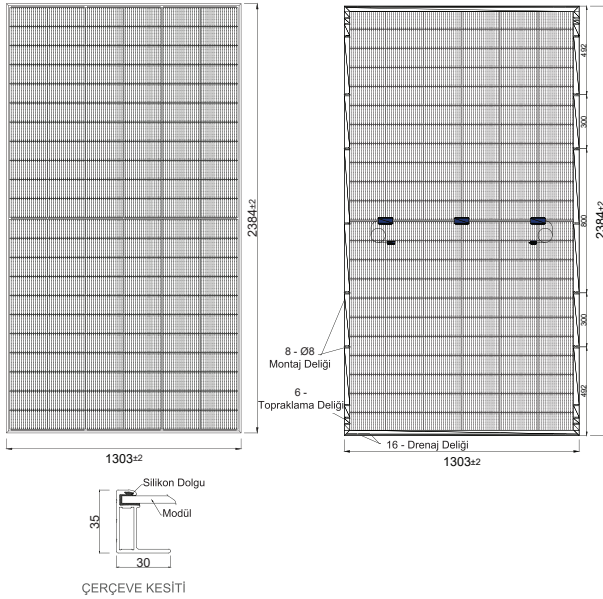 2384±2
1303±2
492
300
800
300
492
2384±2
8 - Ø8
Montaj Deliği
6 -
Topraklama Deliği
16 - Drenaj Deliği
1303±2
Silikon Dolgu
Modül
35
30
ÇERÇEVE KESİTİ